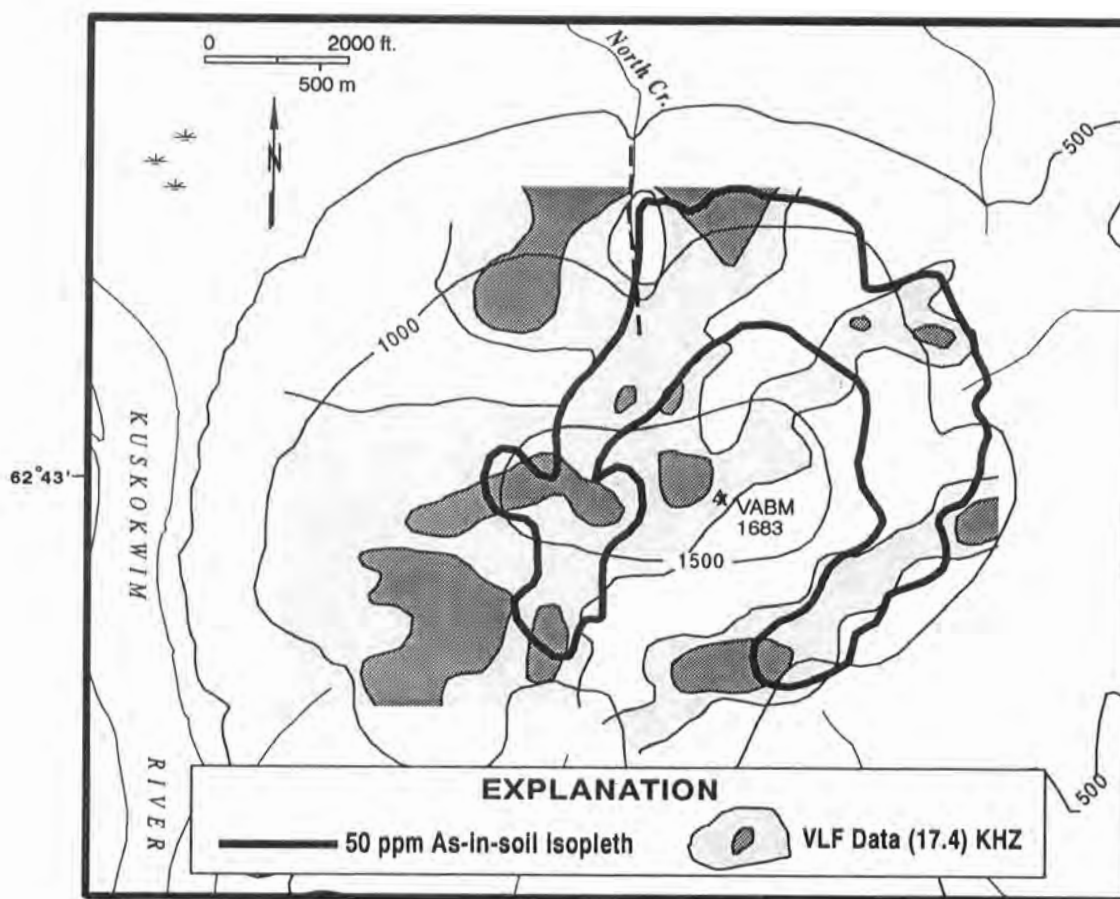 0 2000 ft.
500 m
North Cr.
N
500
1000
KUSKOKWIM
62°43'
VABM
1683
1500
RIVER
500
EXPLANATION
50 ppm As-in-soil Isopleth
VLF Data (17.4) KHZ